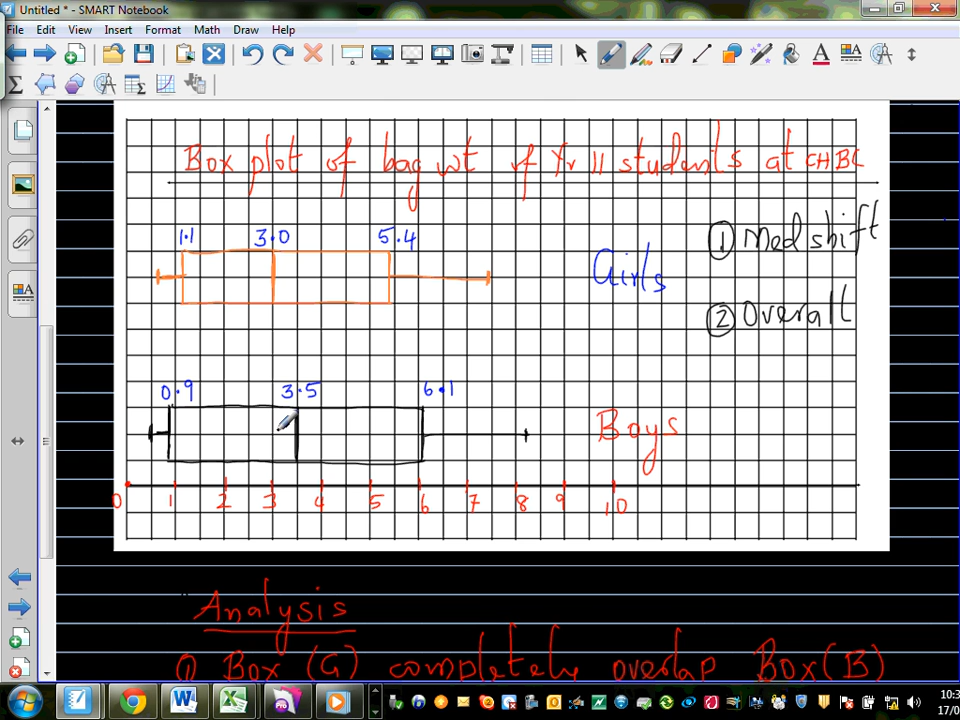 Untitled * - SMART Notebook
File Edit View Insert Format Math Draw Help
Box plot of bag wt of Yr 11 students at CHBC
1.1 3.0 5.4
① Med shift
Girls
② Overall
0.9 3.5 6.1
Boys
0 1 2 3 4 5 6 7 8 9 10
Analysis
① Box (G) completely overlap Box (B)